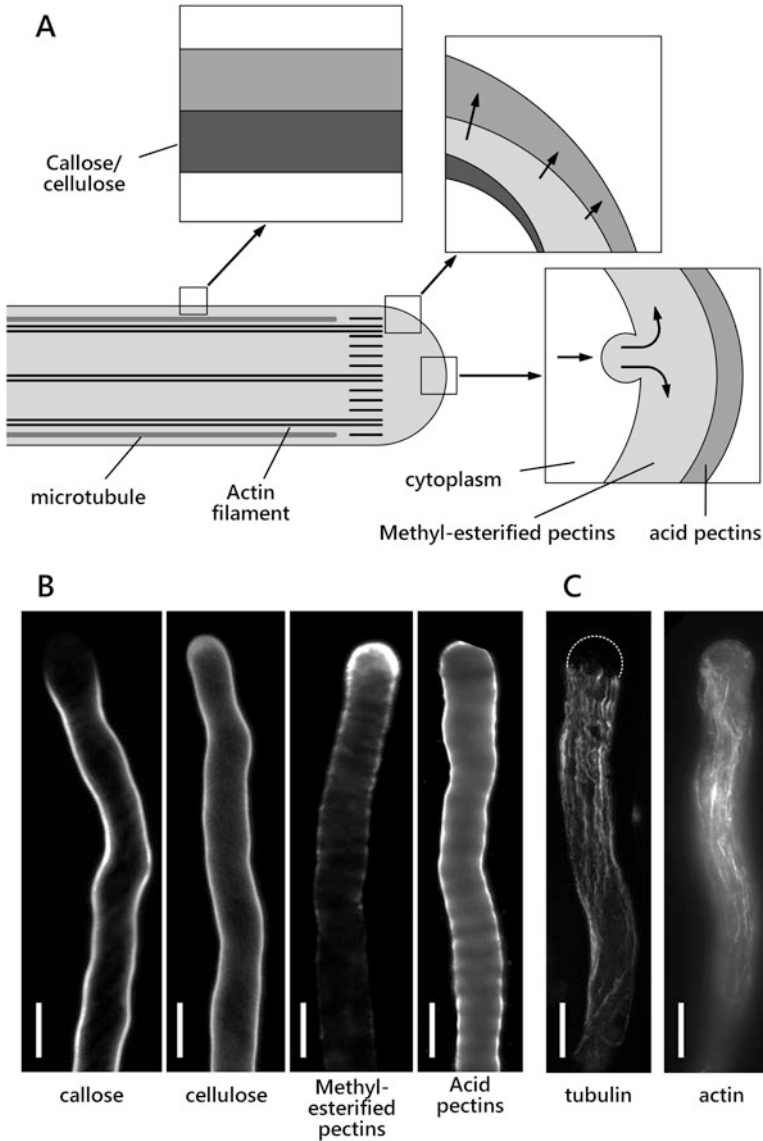 A
Callose/
cellulose
microtubule
Actin
filament
cytoplasm
Methyl-esterified pectins
acid pectins
B
C
callose
cellulose
Methyl-
esterified
pectins
Acid
pectins
tubulin
actin